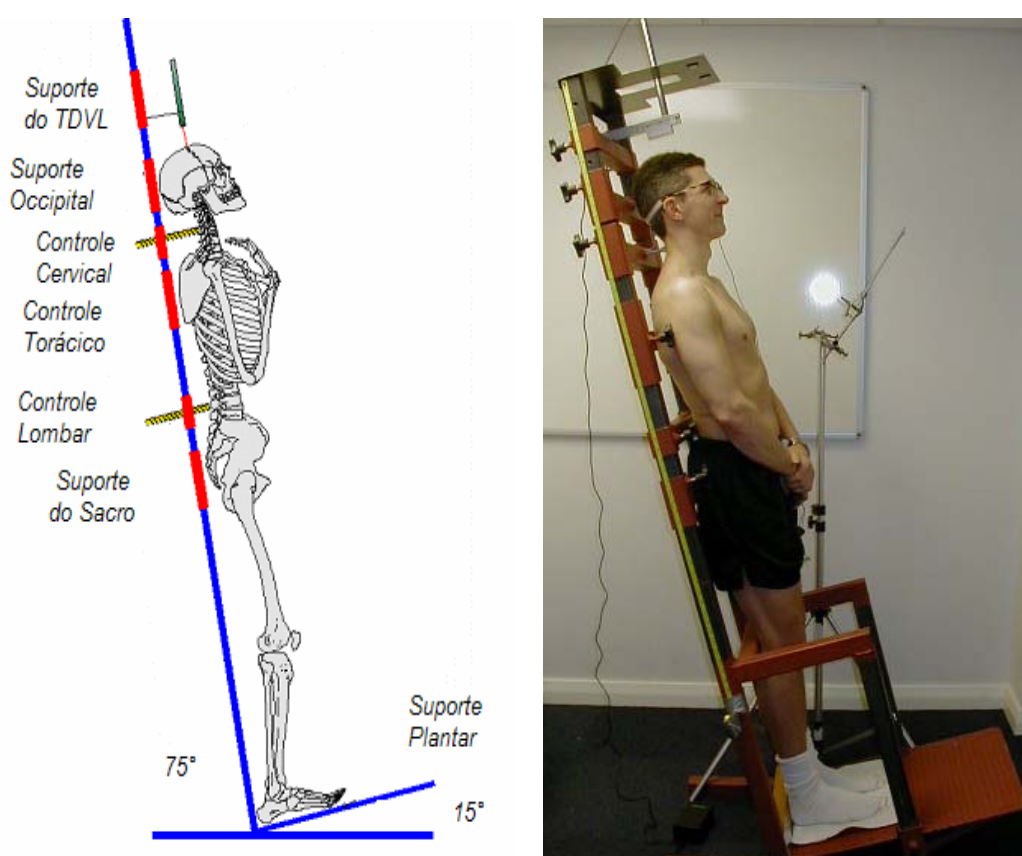 Suporte
do TDVL
Suporte
Occipital
Controle
Cervical
Controle
Torácico
Controle
Lombar
Suporte
do Sacro
Suporte
Plantar
75°
15°